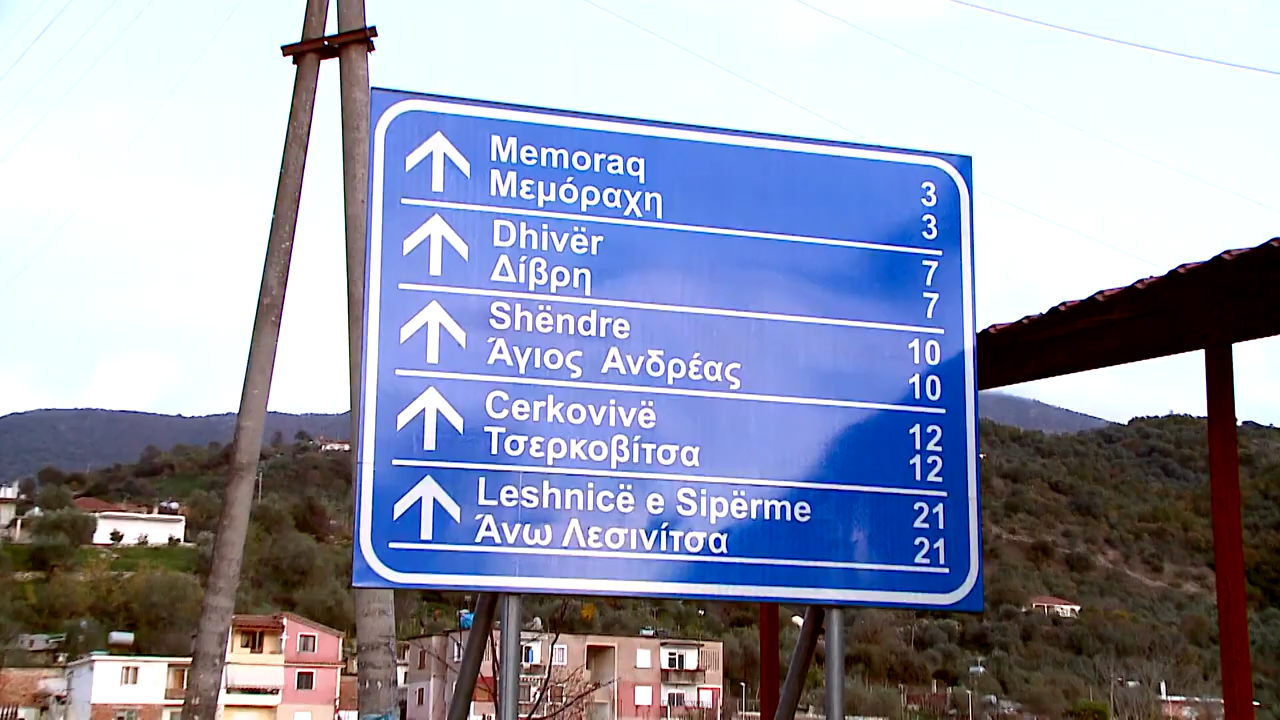 Memoraq 3
Μεμόραχη 3
Dhivër 7
Δίβρη 7
Shëndre 10
Άγιος Ανδρέας 10
Cerkovivë 12
Τσερκοβίτσα 12
Leshnicë e Sipërme 21
Άνω Λεσινίτσα 21